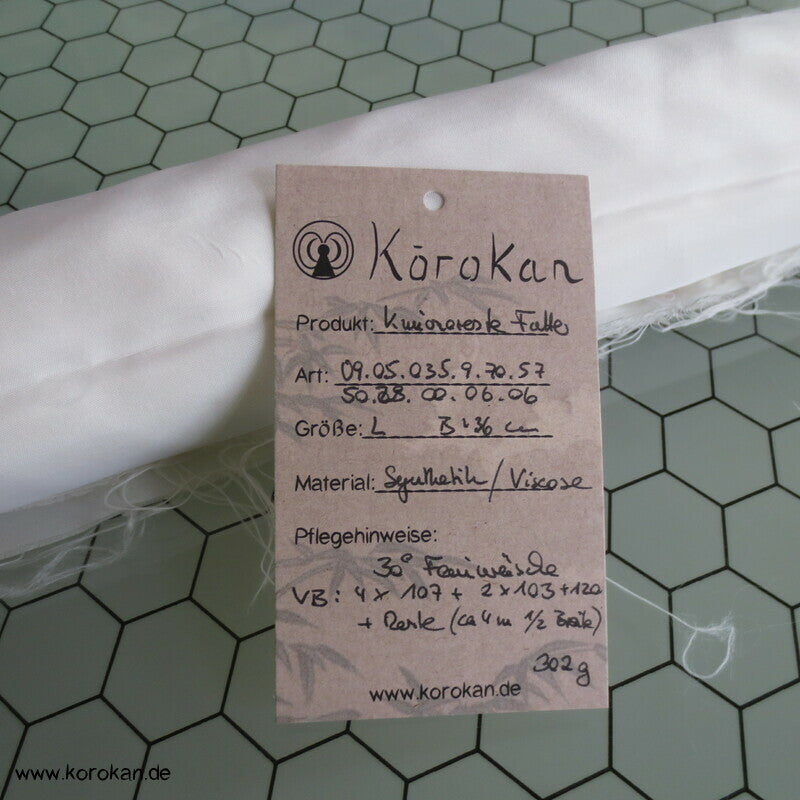 Kōrokan
Produkt: Kimonoreste Futter
Art: 09.05.035.9.70.57
50.28.00.06.06
Größe: L B: 36 cm
Material: Synthetik / Viscose
Pflegehinweise:
30° Feinwäsche
VB: 4 x 107 + 2 x 103 + 120
+ Reste (ca 4 m 1/2 Breite)
302 g
www.korokan.de
www.korokan.de